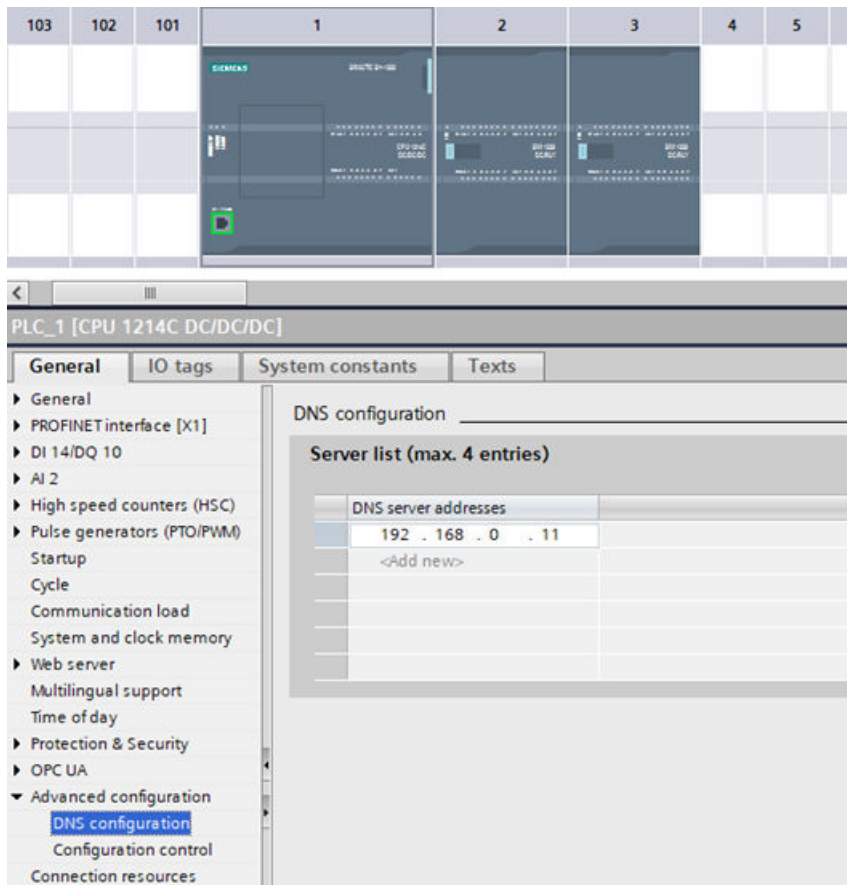 103 102 101 1 2 3 4 5
SIEMENS
PLC_1 [CPU 1214C DC/DC/DC]
General IO tags System constants Texts
General
PROFINET interface [X1]
DI 14/DQ 10
AI 2
High speed counters (HSC)
Pulse generators (PTO/PWM)
Startup
Cycle
Communication load
System and clock memory
Web server
Multilingual support
Time of day
Protection & Security
OPC UA
Advanced configuration
DNS configuration
Configuration control
Connection resources
DNS configuration
Server list (max. 4 entries)
DNS server addresses
192 . 168 . 0 . 11
<Add new>